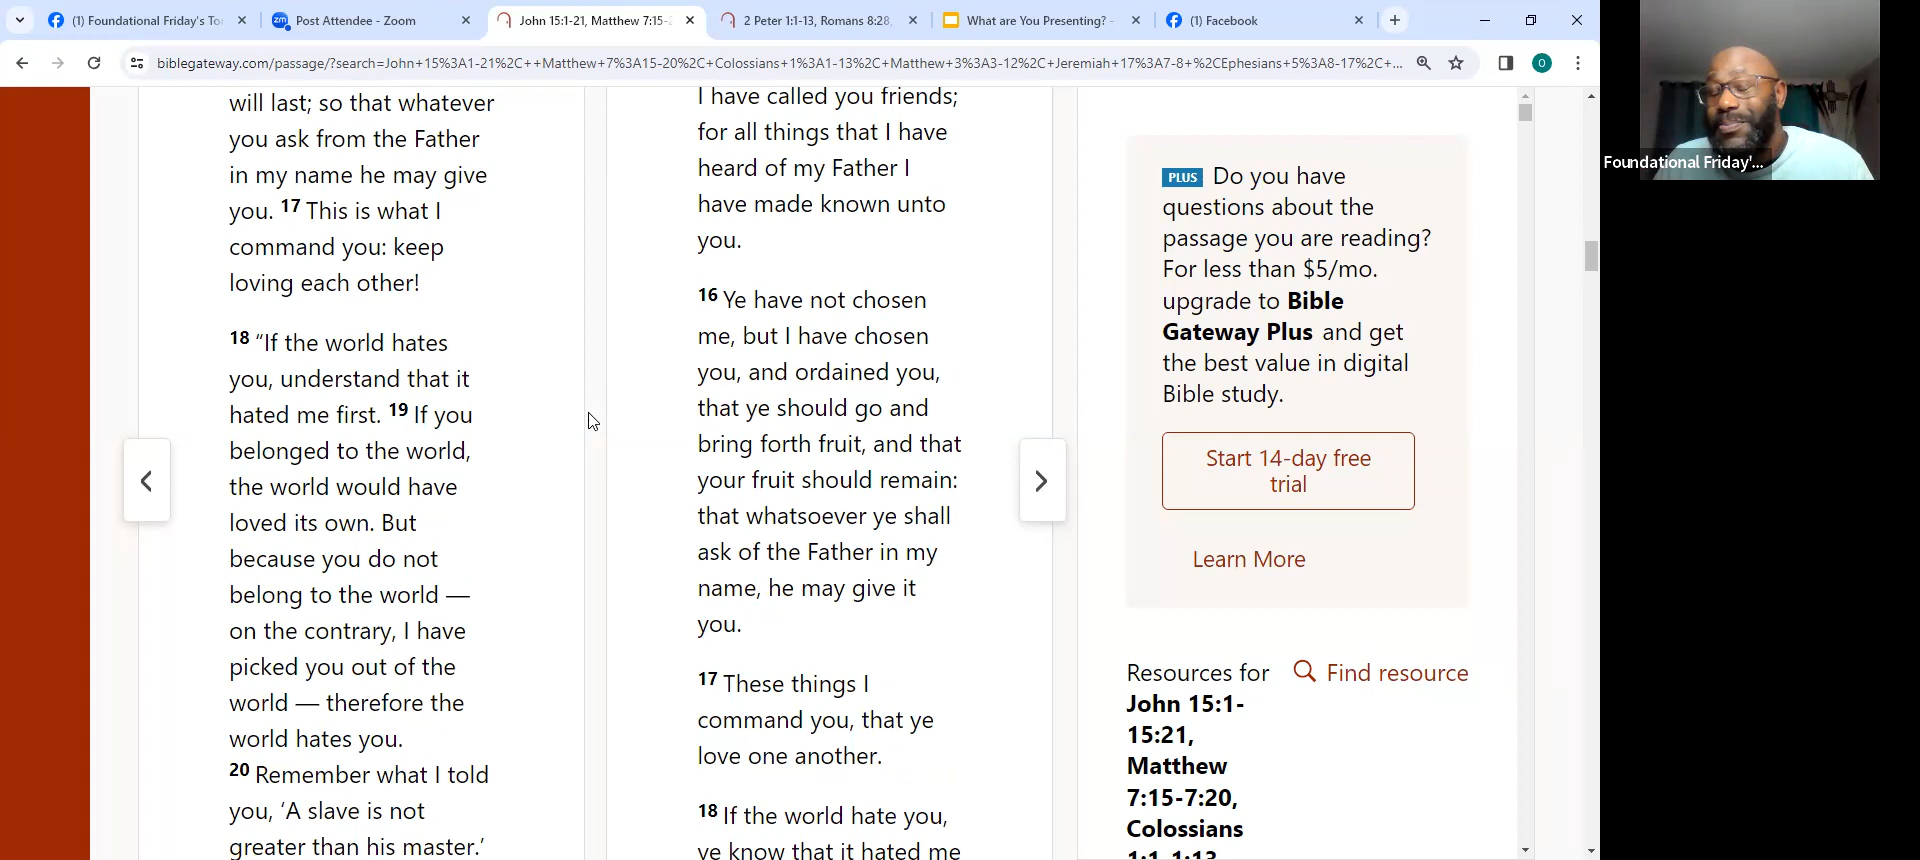 (1) Foundational Friday's To
Post Attendee - Zoom
John 15:1-21, Matthew 7:15-2
2 Peter 1:1-13, Romans 8:28,
What are You Presenting? -
(1) Facebook
biblegateway.com/passage/?search=John+15%3A1-21%2C++Matthew+7%3A15-20%2C+Colossians+1%3A1-13%2C+Matthew+3%3A3-12%2C+Jeremiah+17%3A7-8+%2CEphesians+5%3A8-17%2C+...
O
will last; so that whatever
you ask from the Father
in my name he may give
you. 17 This is what I
command you: keep
loving each other!
18 “If the world hates
you, understand that it
hated me first. 19 If you
belonged to the world,
the world would have
loved its own. But
because you do not
belong to the world —
on the contrary, I have
picked you out of the
world — therefore the
world hates you.
20 Remember what I told
you, ‘A slave is not
greater than his master.’
I have called you friends;
for all things that I have
heard of my Father I
have made known unto
you.
16 Ye have not chosen
me, but I have chosen
you, and ordained you,
that ye should go and
bring forth fruit, and that
your fruit should remain:
that whatsoever ye shall
ask of the Father in my
name, he may give it
you.
17 These things I
command you, that ye
love one another.
18 If the world hate you,
ye know that it hated me
PLUS Do you have
questions about the
passage you are reading?
For less than $5/mo.
upgrade to Bible
Gateway Plus and get
the best value in digital
Bible study.
Start 14-day free
trial
Learn More
Resources for
Find resource
John 15:1-
15:21,
Matthew
7:15-7:20,
Colossians
1:1-1:13
Foundational Friday'...
zm